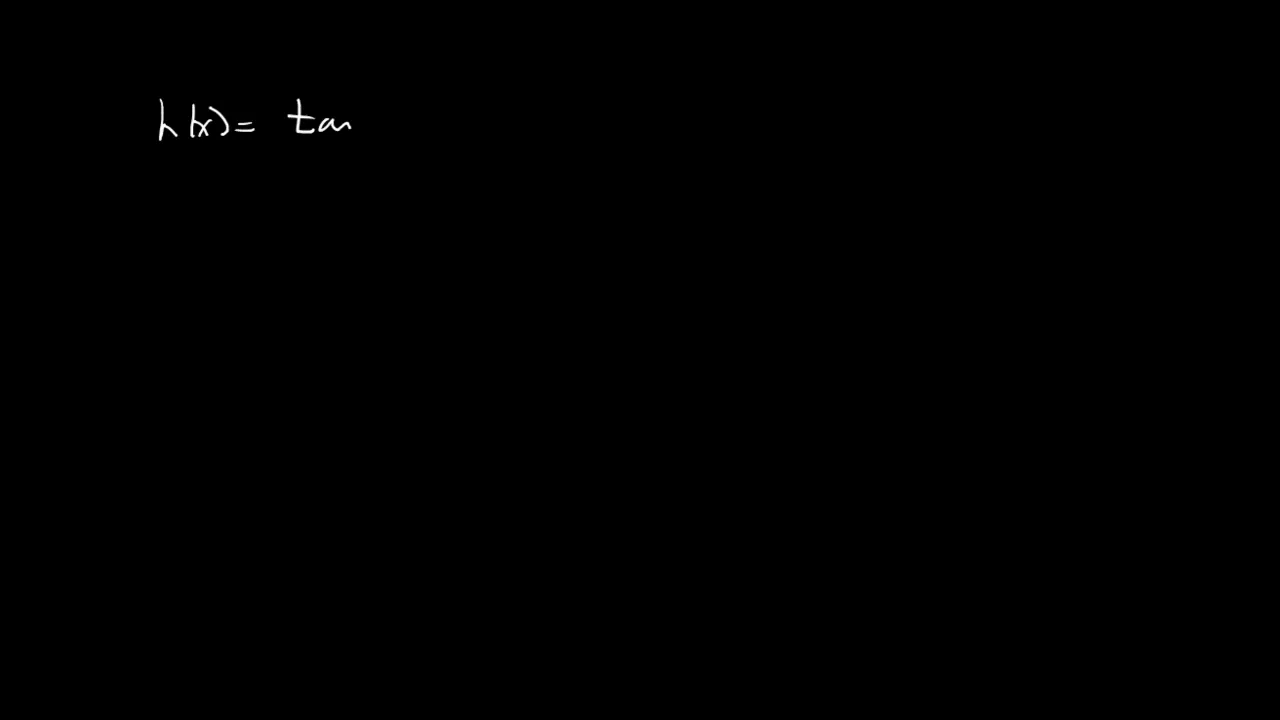 h(x) = tan